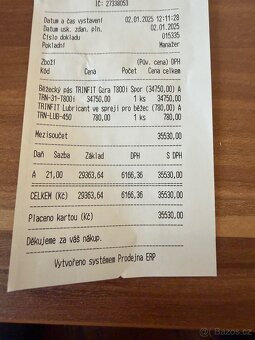 IČ: 27338053
Datum a čas vystavení 02.01.2025 12:11:28
Datum usk. zdan. pln. 02.01.2025
Číslo dokladu 015335
Pokladní Manažer
Zboží (Pův. cena) DPH
Kód Cena Počet Cena celkem
Běžecký pás TRINFIT Gara T800i Spor (34750,00) A
TRN-31-T800i 34750,00 1 ks 34750,00
TRINFIT Lubricant ve spreji pro běžec (780,00) A
TRN-LUB-450 780,00 1 ks 780,00
Mezisoučet 35530,00
Daň Sazba Základ DPH S DPH
A 21,00 29363,64 6166,36 35530,00
CELKEM (Kč) 29363,64 6166,36 35530,00
Placeno kartou (Kč) 35530,00
Děkujeme za váš nákup.
Vytvořeno systémem Prodejna ERP
Bazos.cz